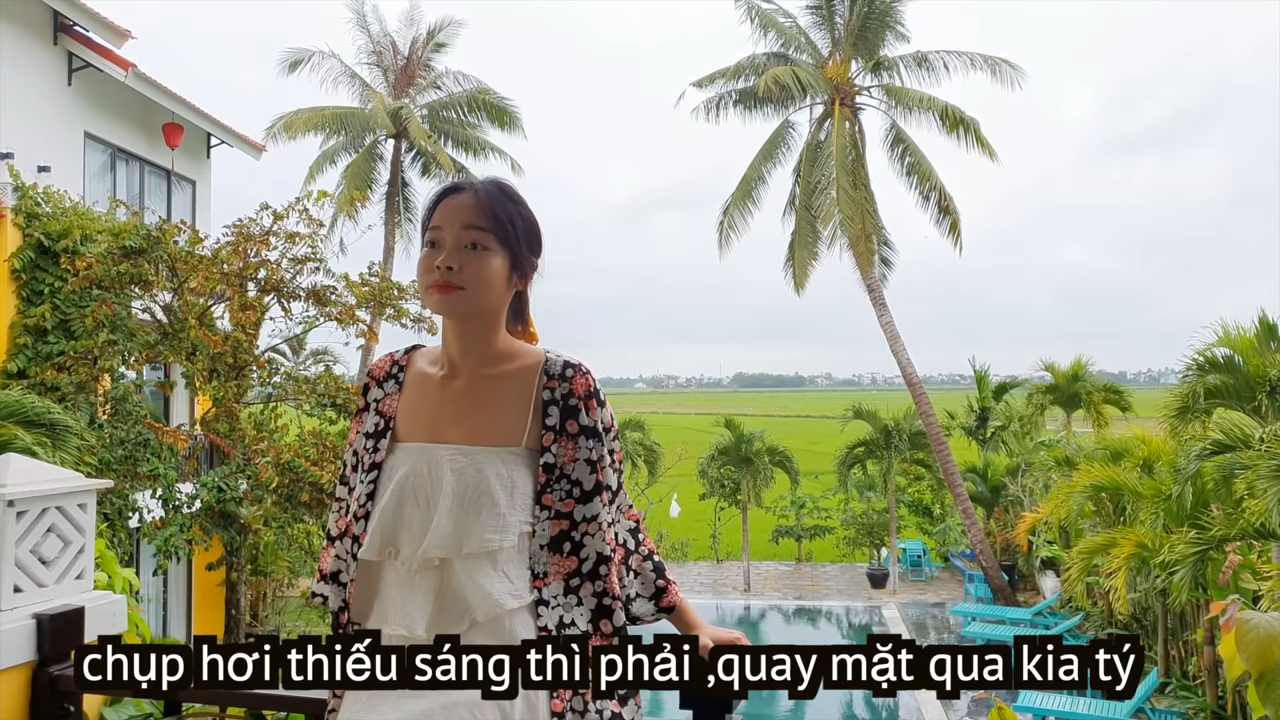 chụp hơi thiếu sáng thì phải ,quay mặt qua kia tý